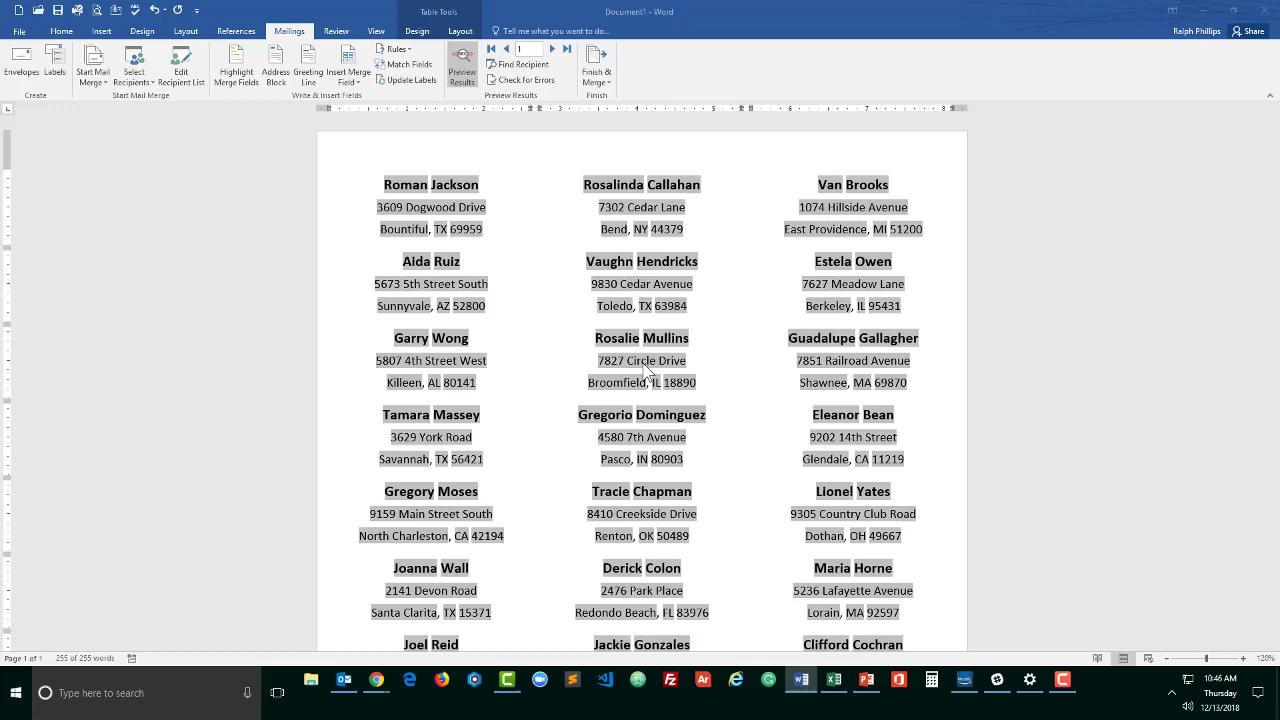 Table Tools
Document1 - Word
File Home Insert Design Layout References Mailings Review View Design Layout Tell me what you want to do...
Ralph Phillips Share
Envelopes Labels Start Mail Merge Select Recipients Edit Recipient List Highlight Merge Fields Address Block Greeting Line Insert Merge Field Rules Match Fields Update Labels Preview Results 1 Find Recipient Check for Errors Finish & Merge
Create Start Mail Merge Write & Insert Fields Preview Results Finish
1 2 3 4 5 6 7 8
Roman Jackson Rosalinda Callahan Van Brooks
3609 Dogwood Drive 7302 Cedar Lane 1074 Hillside Avenue
Bountiful, TX 69959 Bend, NY 44379 East Providence, MI 51200
Aida Ruiz Vaughn Hendricks Estela Owen
5673 5th Street South 9830 Cedar Avenue 7627 Meadow Lane
Sunnyvale, AZ 52800 Toledo, TX 63984 Berkeley, IL 95431
Garry Wong Rosalie Mullins Guadalupe Gallagher
5807 4th Street West 7827 Circle Drive 7851 Railroad Avenue
Killeen, AL 80141 Broomfield, IL 18890 Shawnee, MA 69870
Tamara Massey Gregorio Dominguez Eleanor Bean
3629 York Road 4580 7th Avenue 9202 14th Street
Savannah, TX 56421 Pasco, IN 80903 Glendale, CA 11219
Gregory Moses Tracie Chapman Lionel Yates
9159 Main Street South 8410 Creekside Drive 9305 Country Club Road
North Charleston, CA 42194 Renton, OK 50489 Dothan, OH 49667
Joanna Wall Derick Colon Maria Horne
2141 Devon Road 2476 Park Place 5236 Lafayette Avenue
Santa Clarita, TX 15371 Redondo Beach, FL 83976 Lorain, MA 92597
Joel Reid Jackie Gonzales Clifford Cochran
Page 1 of 1 255 of 255 words 120%
Type here to search
10:46 AM
Thursday
12/13/2018